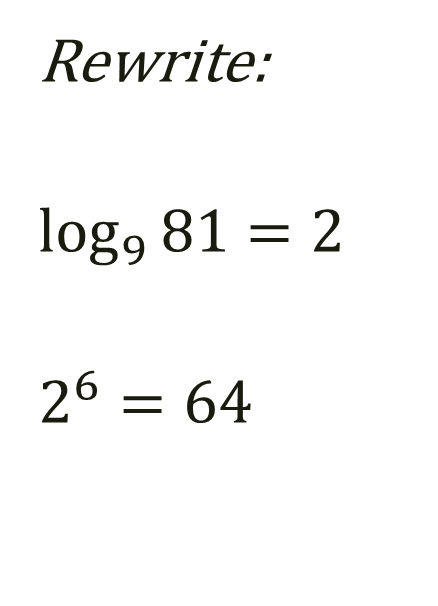 Rewrite:
log₉ 81 = 2
2⁶ = 64